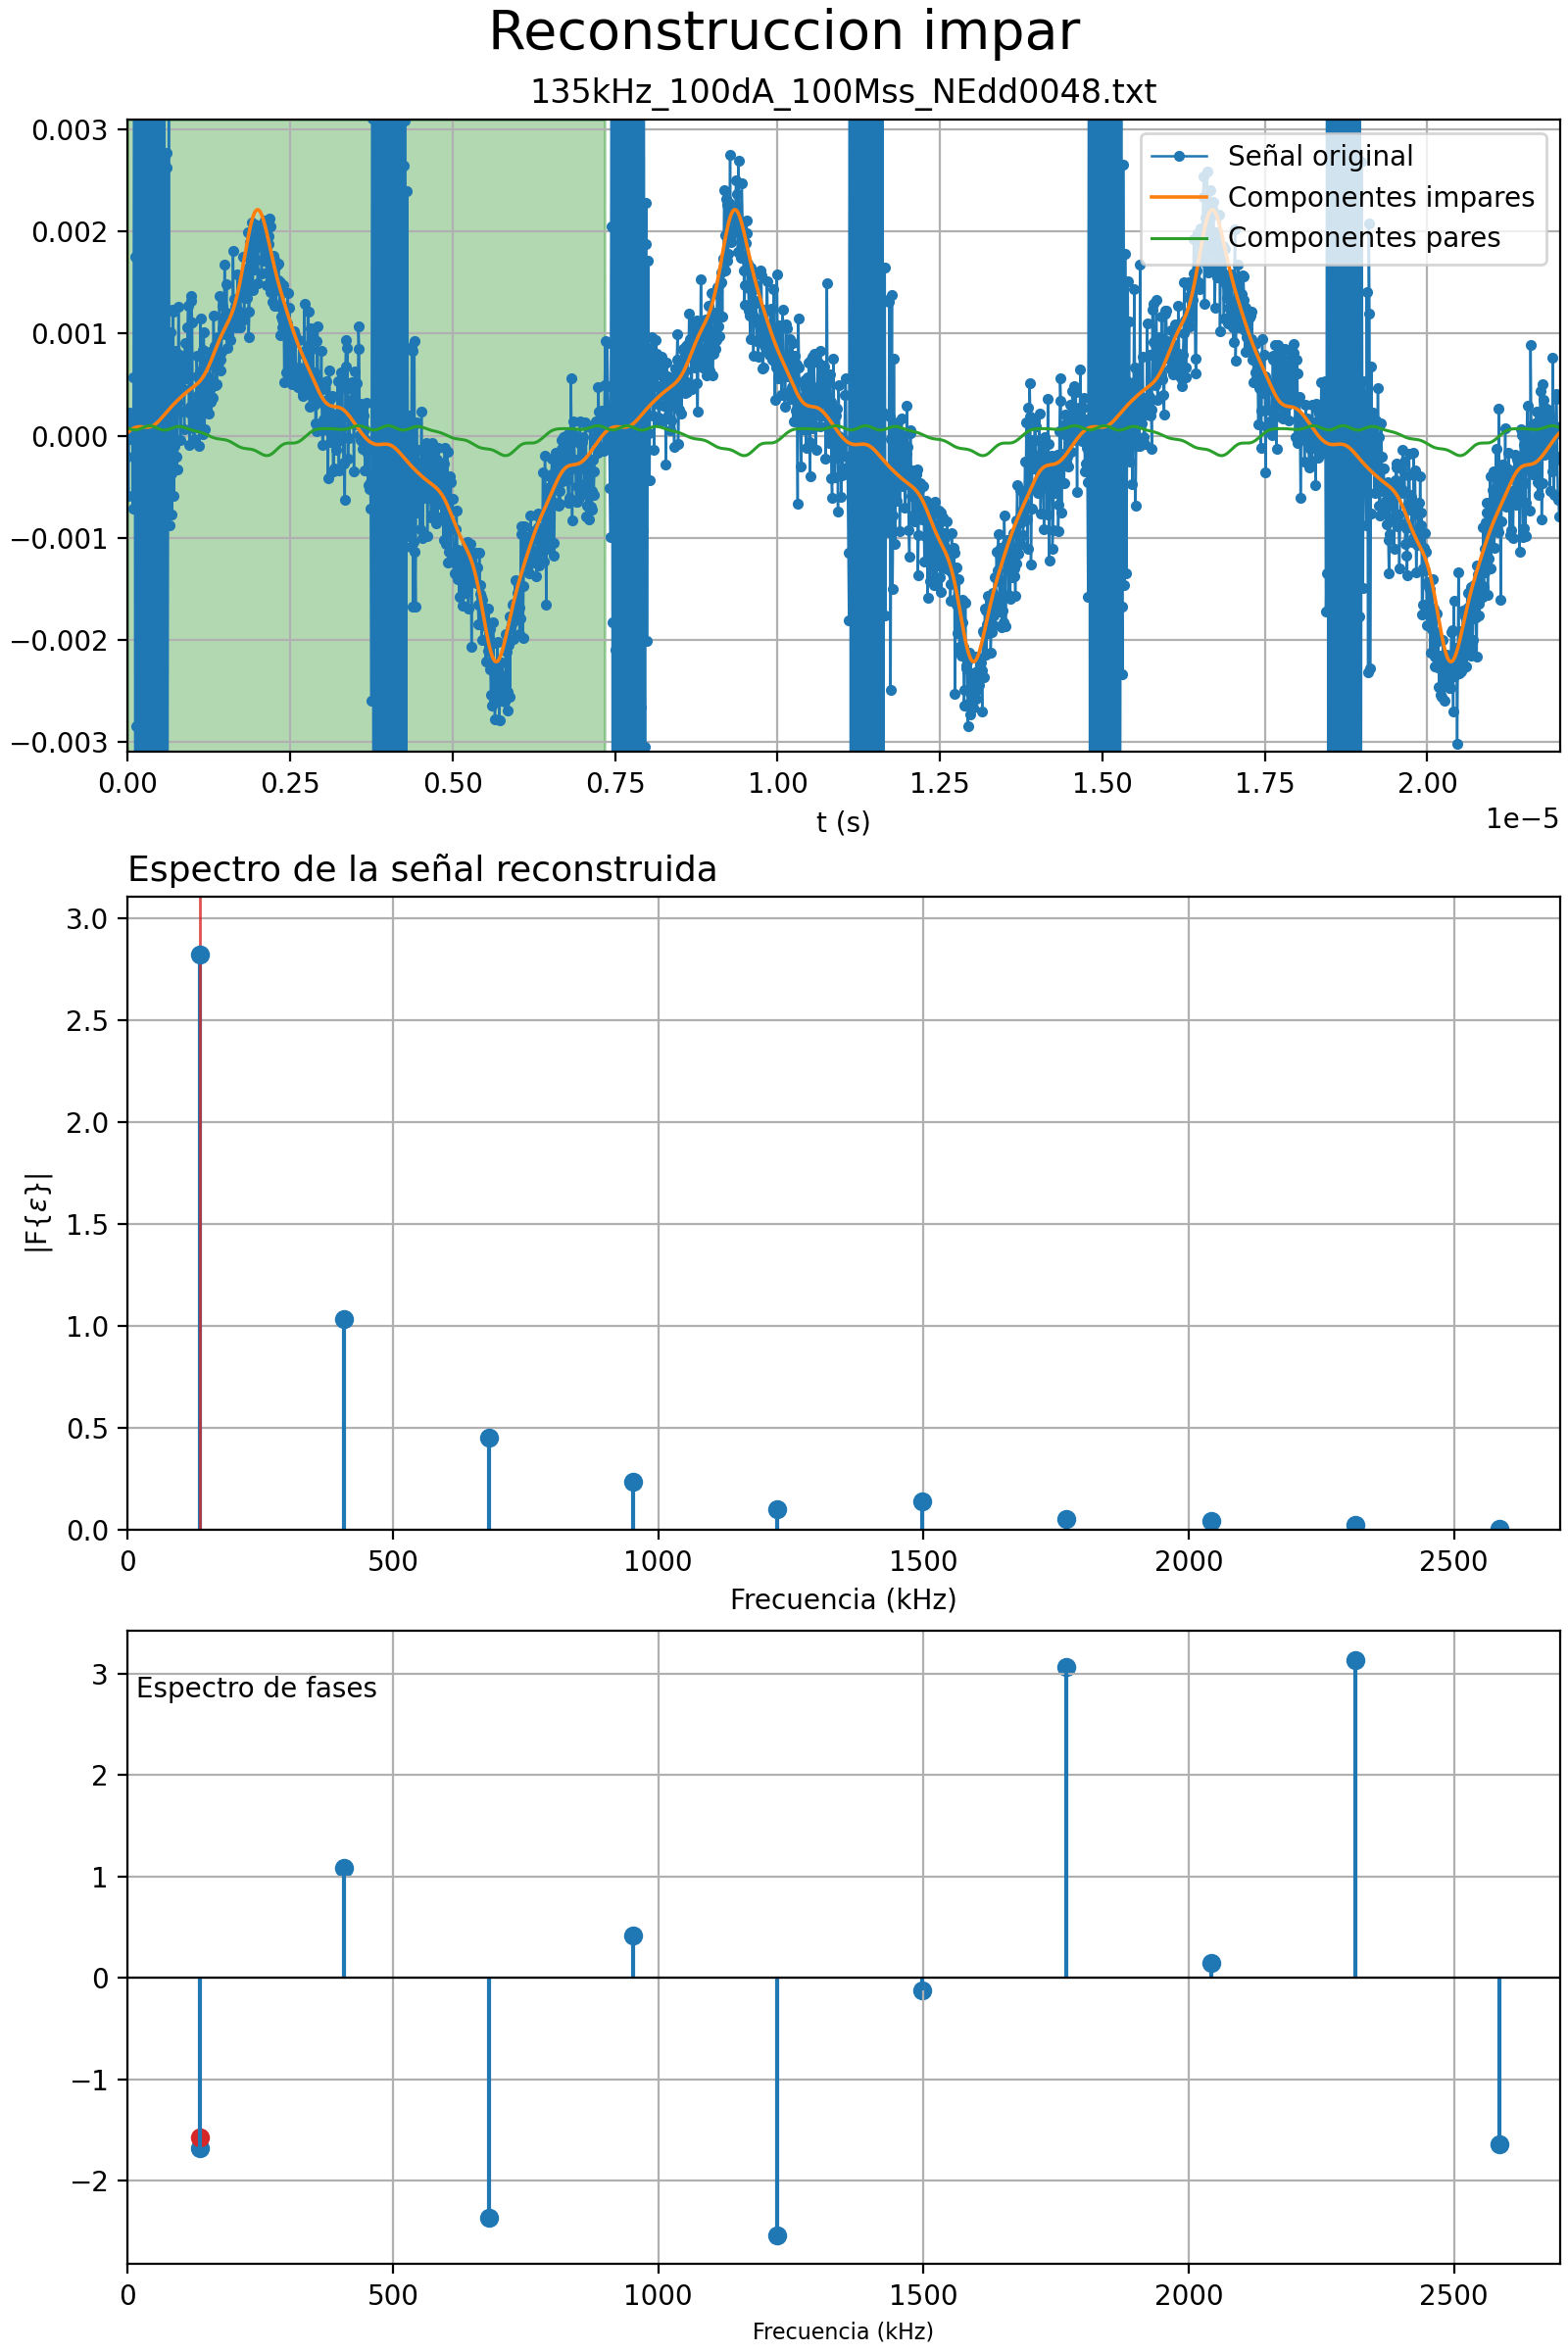 Reconstruccion impar
135kHz_100dA_100Mss_NEdd0048.txt
0.003
0.002
0.001
0.000
−0.001
−0.002
−0.003
Señal original
Componentes impares
Componentes pares
0.00 0.25 0.50 0.75 1.00 1.25 1.50 1.75 2.00
1e−5
t (s)
Espectro de la señal reconstruida
3.0
2.5
2.0
1.5
1.0
0.5
0.0
|F{ε}|
0 500 1000 1500 2000 2500
Frecuencia (kHz)
Espectro de fases
3
2
1
0
−1
−2
0 500 1000 1500 2000 2500
Frecuencia (kHz)